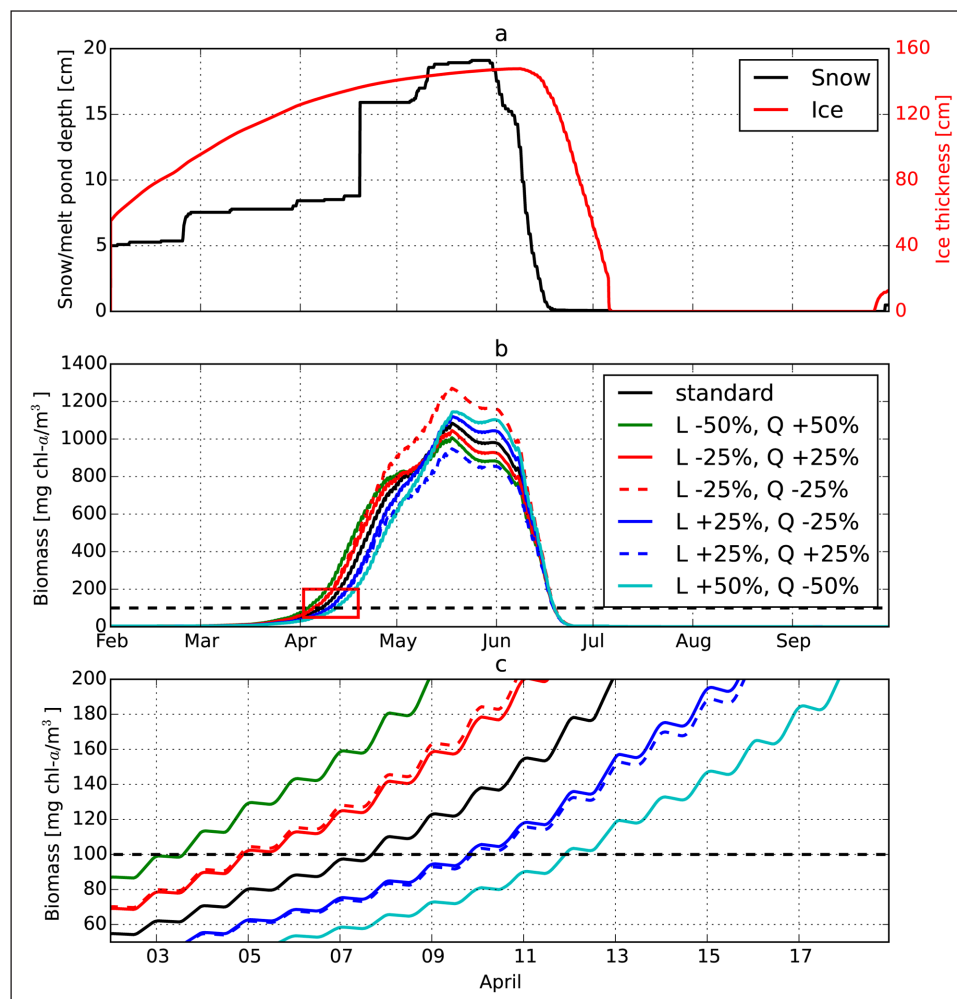 a
20
15
10
5
0
Snow/melt pond depth [cm]
Snow
Ice
160
120
80
40
0
Ice thickness [cm]
b
1400
1200
1000
800
600
400
200
0
Biomass [mg chl-a/m³]
standard
L -50%, Q +50%
L -25%, Q +25%
L -25%, Q -25%
L +25%, Q -25%
L +25%, Q +25%
L +50%, Q -50%
Feb Mar Apr May Jun Jul Aug Sep
c
200
180
160
140
120
100
80
60
Biomass [mg chl-a/m³]
03 05 07 09 11 13 15 17
April